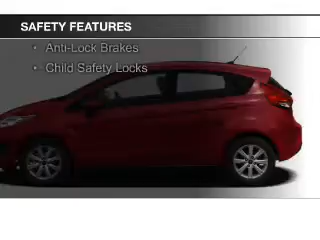 SAFETY FEATURES
• Anti-Lock Brakes
• Child Safety Locks